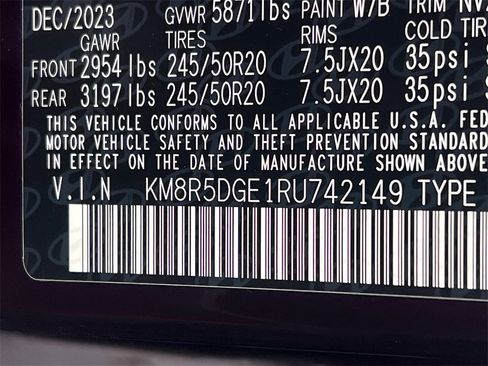 DEC/2023 GVWR 5871lbs PAINT W/B TRIM
GAWR TIRES RIMS COLD
FRONT 2954 lbs 245/50R20 7.5JX20 35psi
REAR 3197 lbs 245/50R20 7.5JX20 35psi
THIS VEHICLE CONFORMS TO ALL APPLICABLE U.S.A. FED
MOTOR VEHICLE SAFETY AND THEFT PREVENTION STANDARD
IN EFFECT ON THE DATE OF MANUFACTURE SHOWN ABOVE
V.I.N KM8R5DGE1RU742149 TYPE